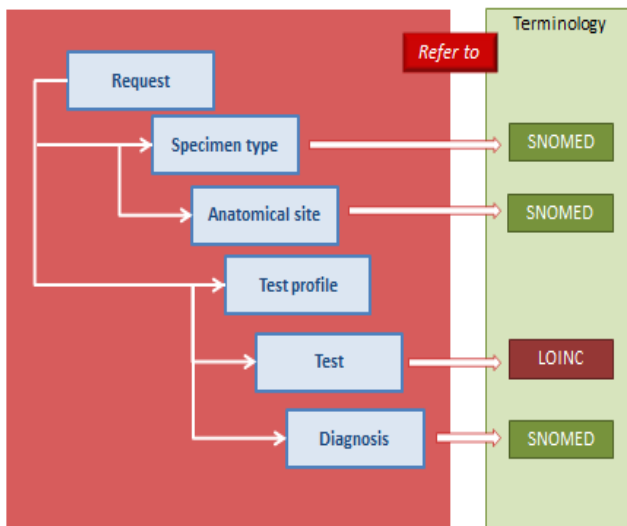 Terminology
Refer to
Request
Specimen type
SNOMED
Anatomical site
SNOMED
Test profile
Test
LOINC
Diagnosis
SNOMED